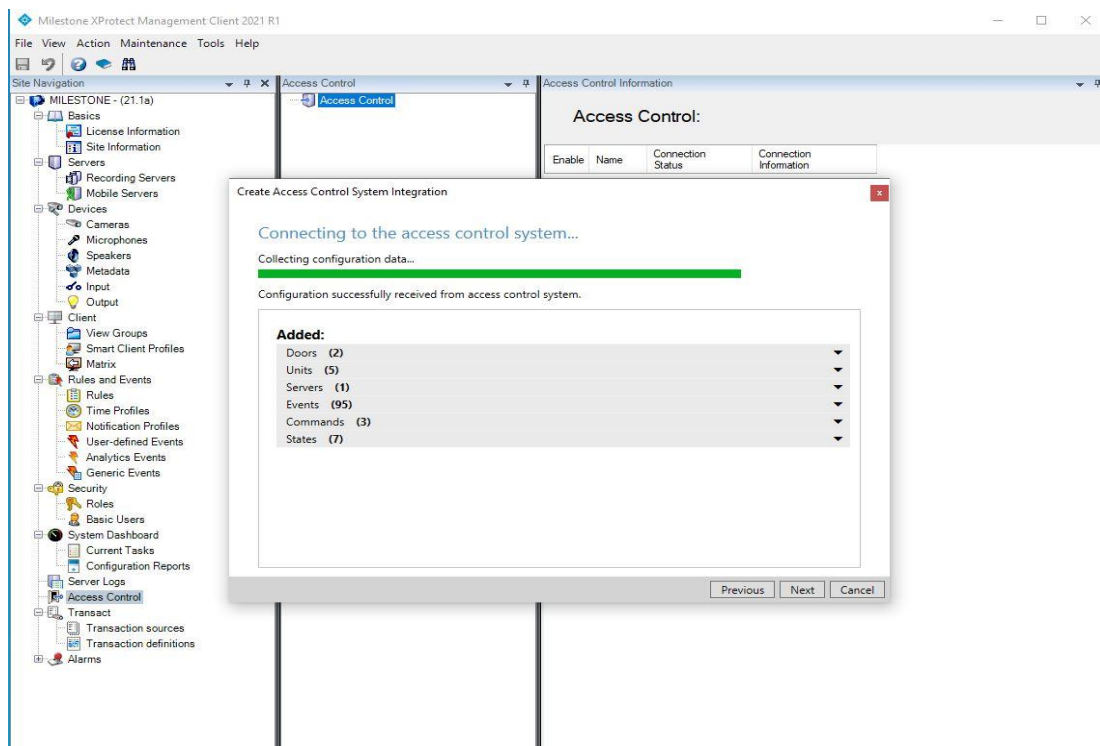 Milestone XProtect Management Client 2021 R1
File View Action Maintenance Tools Help
Site Navigation
MILESTONE - (21.1a)
Basics
License Information
Site Information
Servers
Recording Servers
Mobile Servers
Devices
Cameras
Microphones
Speakers
Metadata
Input
Output
Client
View Groups
Smart Client Profiles
Matrix
Rules and Events
Rules
Time Profiles
Notification Profiles
User-defined Events
Analytics Events
Generic Events
Security
Roles
Basic Users
System Dashboard
Current Tasks
Configuration Reports
Server Logs
Access Control
Transact
Transaction sources
Transaction definitions
Alarms
Access Control
Access Control
Access Control Information
Access Control:
Enable Name Connection Status Connection Information
Create Access Control System Integration
Connecting to the access control system...
Collecting configuration data...
Configuration successfully received from access control system.
Added:
Doors (2)
Units (5)
Servers (1)
Events (95)
Commands (3)
States (7)
Previous Next Cancel